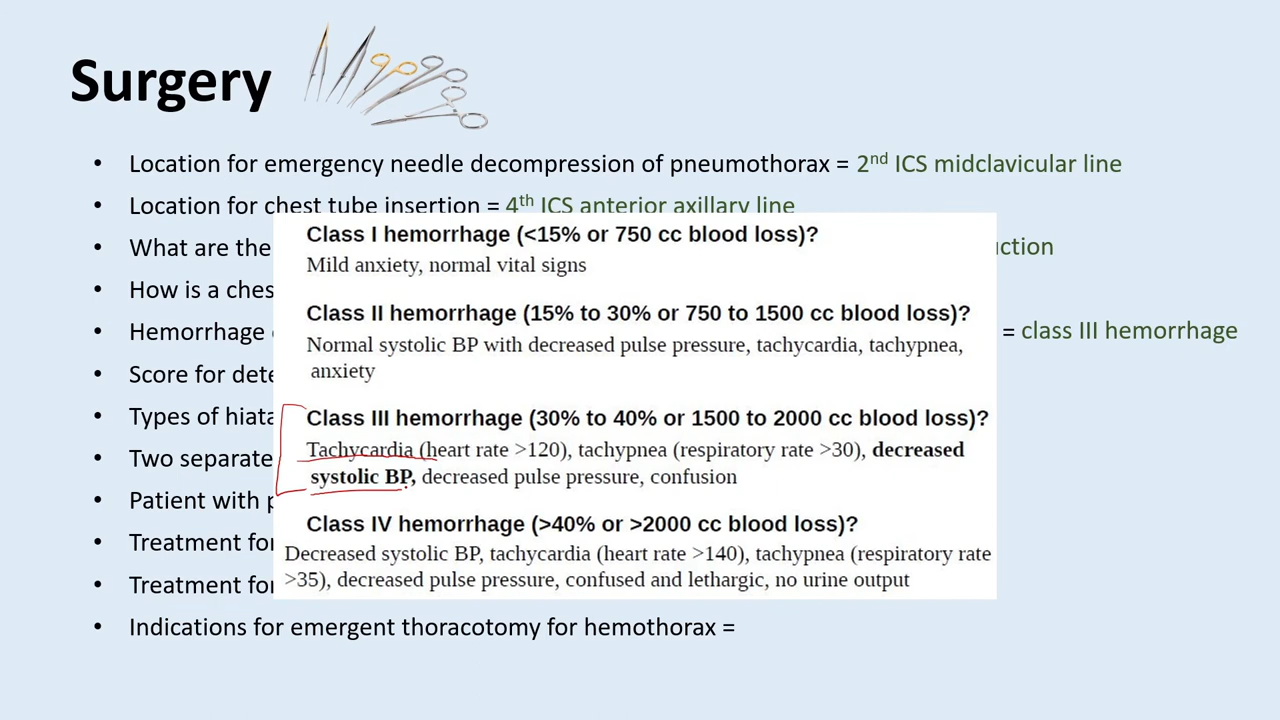 Surgery
• Location for emergency needle decompression of pneumothorax = 2nd ICS midclavicular line
• Location for chest tube insertion = 4th ICS anterior axillary line
• What are the
• How is a ches
• Hemorrhage = class III hemorrhage
• Score for dete
• Types of hiata
• Two separate
• Patient with p
• Treatment for
• Treatment for
• Indications for emergent thoracotomy for hemothorax =
Class I hemorrhage (<15% or 750 cc blood loss)?
Mild anxiety, normal vital signs
Class II hemorrhage (15% to 30% or 750 to 1500 cc blood loss)?
Normal systolic BP with decreased pulse pressure, tachycardia, tachypnea,
anxiety
Class III hemorrhage (30% to 40% or 1500 to 2000 cc blood loss)?
Tachycardia (heart rate >120), tachypnea (respiratory rate >30), decreased
systolic BP, decreased pulse pressure, confusion
Class IV hemorrhage (>40% or >2000 cc blood loss)?
Decreased systolic BP, tachycardia (heart rate >140), tachypnea (respiratory rate
>35), decreased pulse pressure, confused and lethargic, no urine output